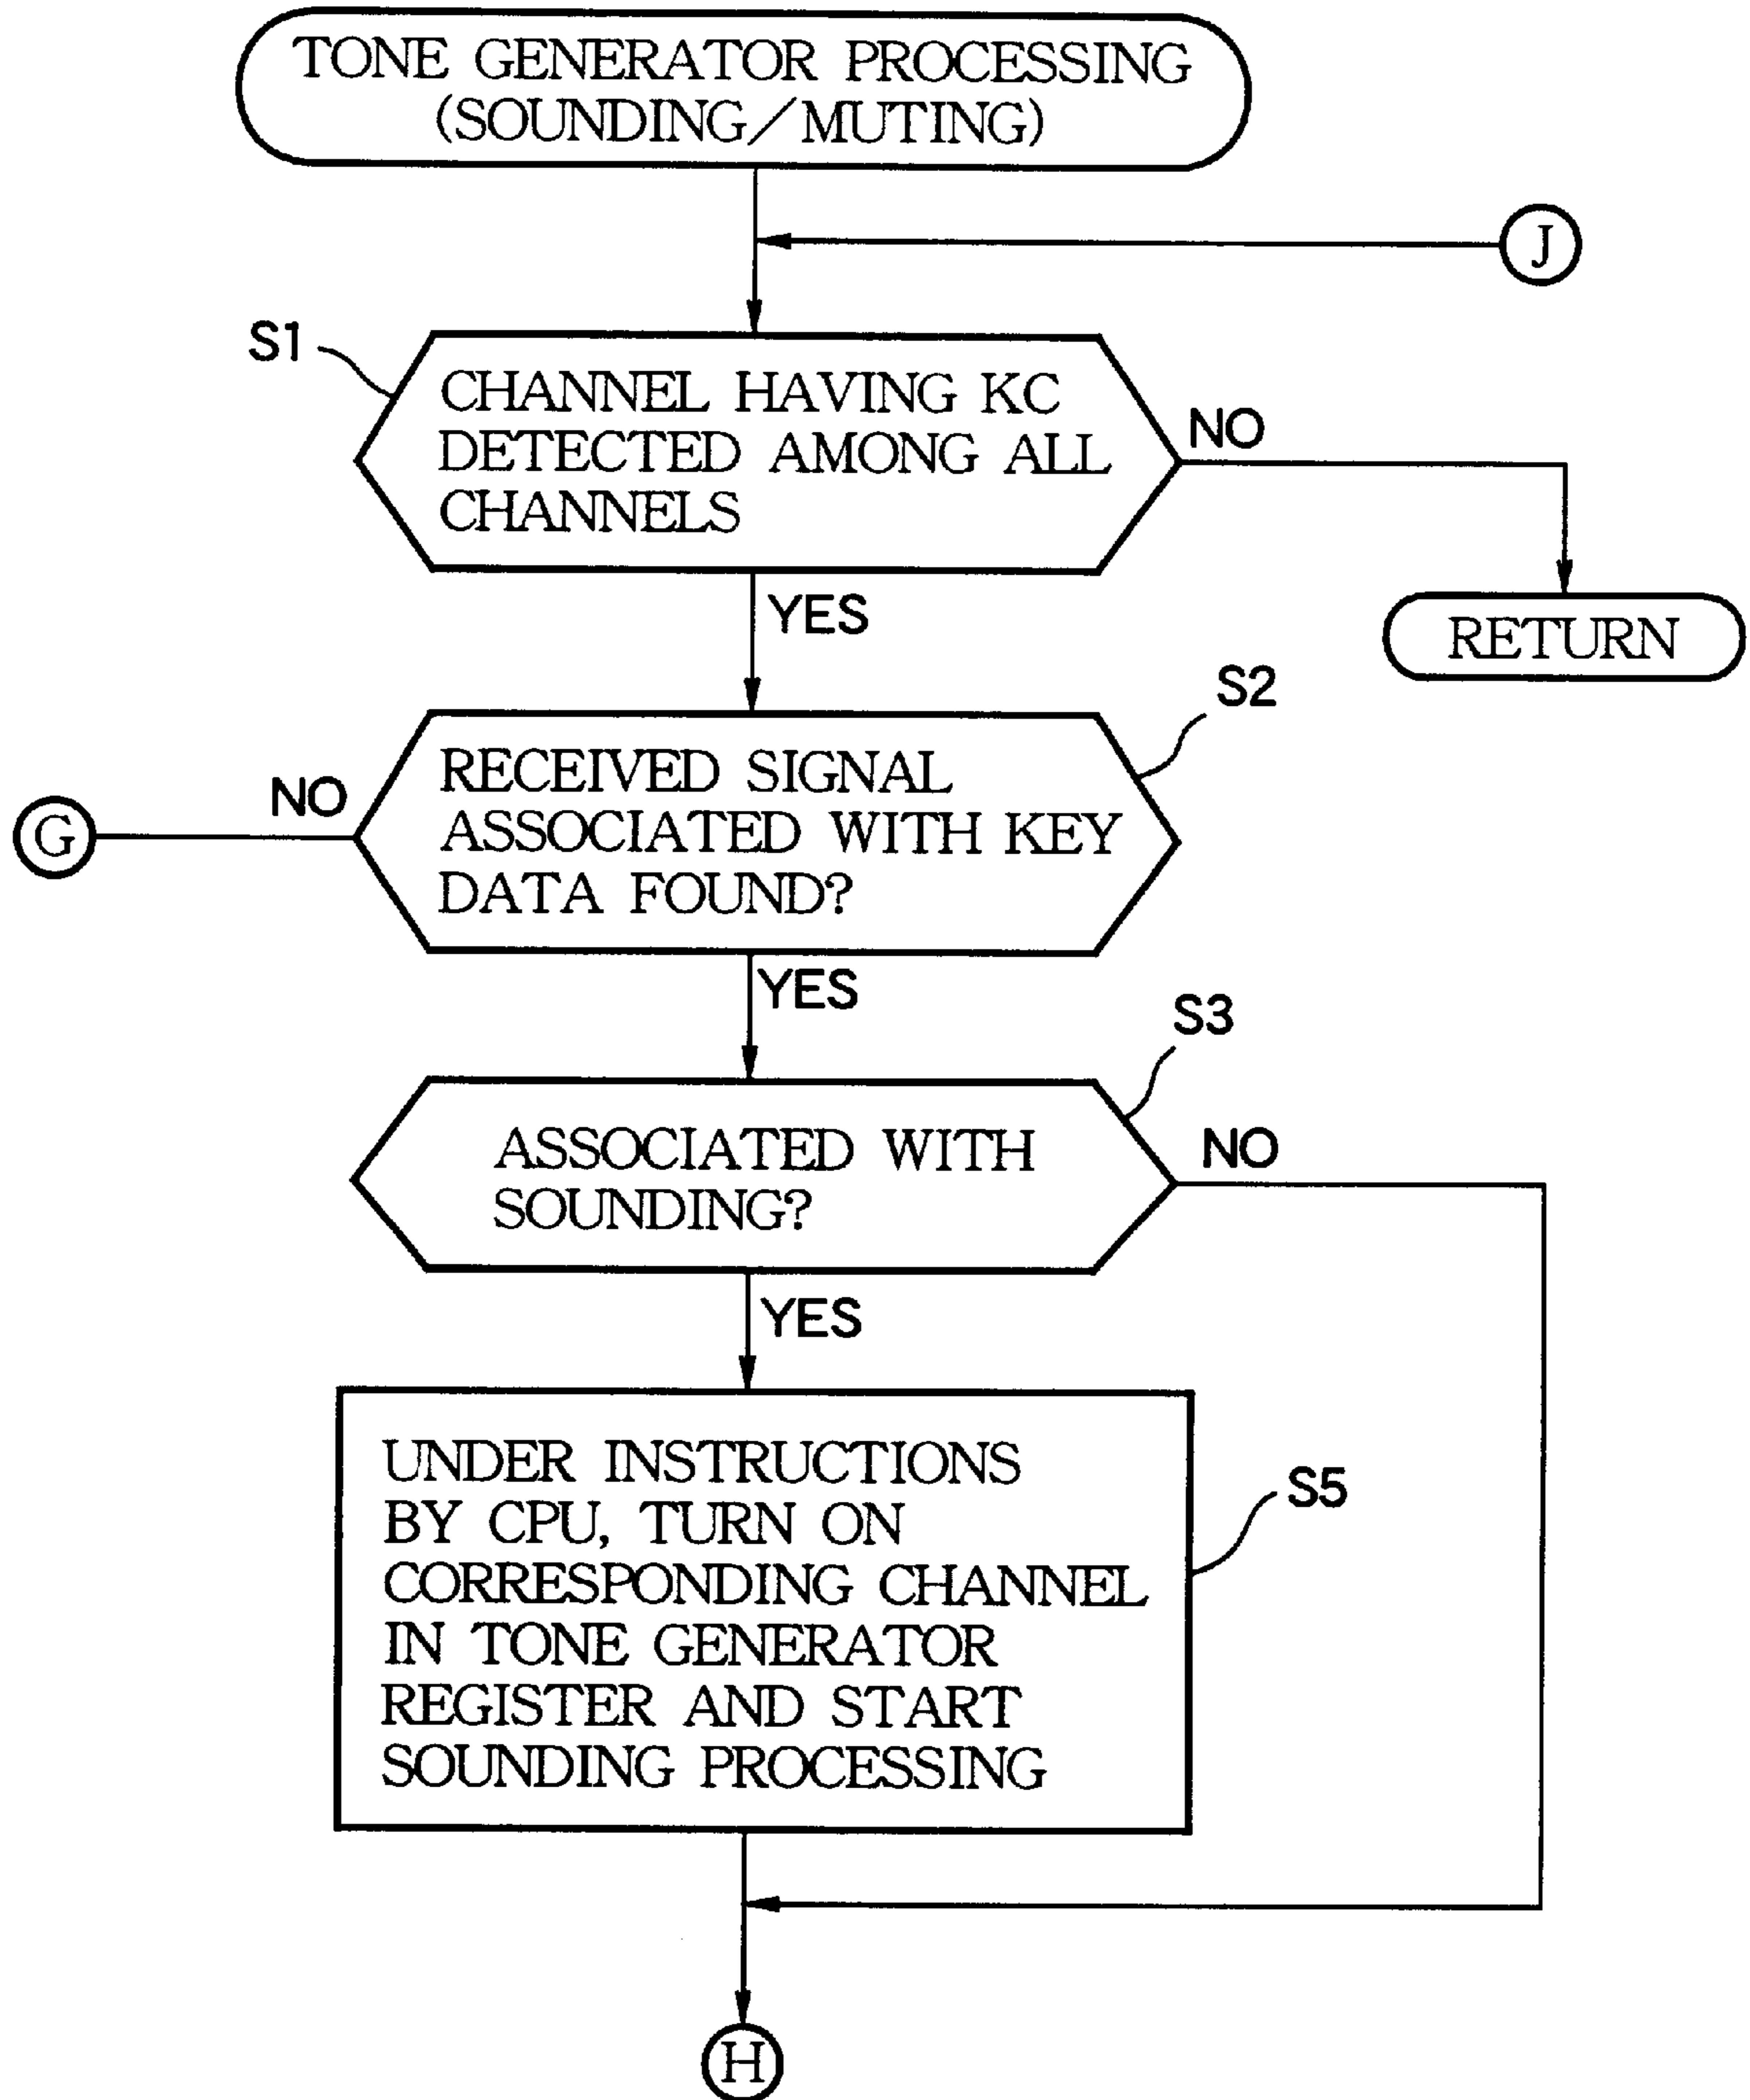 TONE GENERATOR PROCESSING
(SOUNDING/MUTING)
J
S1
CHANNEL HAVING KC
DETECTED AMONG ALL
CHANNELS
NO
YES
RETURN
S2
RECEIVED SIGNAL
ASSOCIATED WITH KEY
DATA FOUND?
NO
G
YES
S3
ASSOCIATED WITH
SOUNDING?
NO
YES
UNDER INSTRUCTIONS
BY CPU, TURN ON
CORRESPONDING CHANNEL
IN TONE GENERATOR
REGISTER AND START
SOUNDING PROCESSING
S5
H